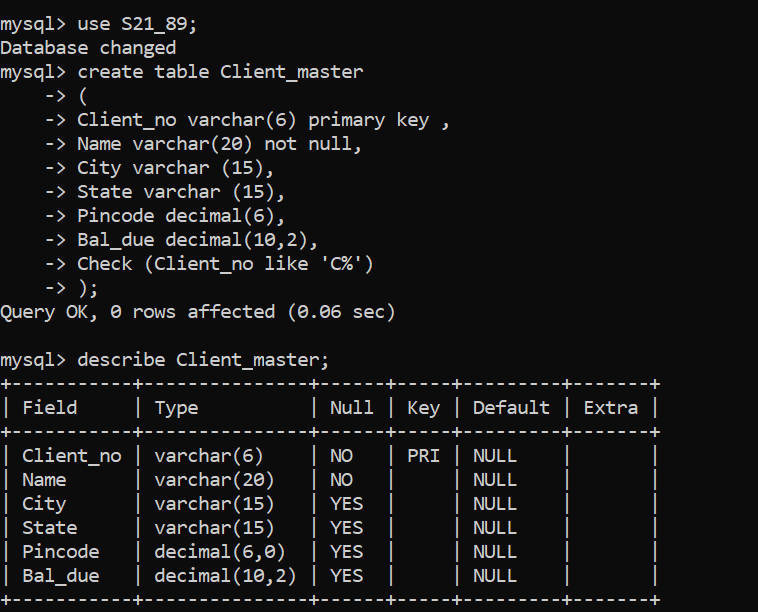 mysql> use S21_89;
Database changed
mysql> create table Client_master
    -> (
    -> Client_no varchar(6) primary key ,
    -> Name varchar(20) not null,
    -> City varchar (15),
    -> State varchar (15),
    -> Pincode decimal(6),
    -> Bal_due decimal(10,2),
    -> Check (Client_no like 'C%')
    -> );
Query OK, 0 rows affected (0.06 sec)

mysql> describe Client_master;
+-----------+---------------+------+-----+---------+-------+
| Field     | Type          | Null | Key | Default | Extra |
+-----------+---------------+------+-----+---------+-------+
| Client_no | varchar(6)    | NO   | PRI | NULL    |       |
| Name      | varchar(20)   | NO   |     | NULL    |       |
| City      | varchar(15)   | YES  |     | NULL    |       |
| State     | varchar(15)   | YES  |     | NULL    |       |
| Pincode   | decimal(6,0)  | YES  |     | NULL    |       |
| Bal_due   | decimal(10,2) | YES  |     | NULL    |       |
+-----------+---------------+------+-----+---------+-------+